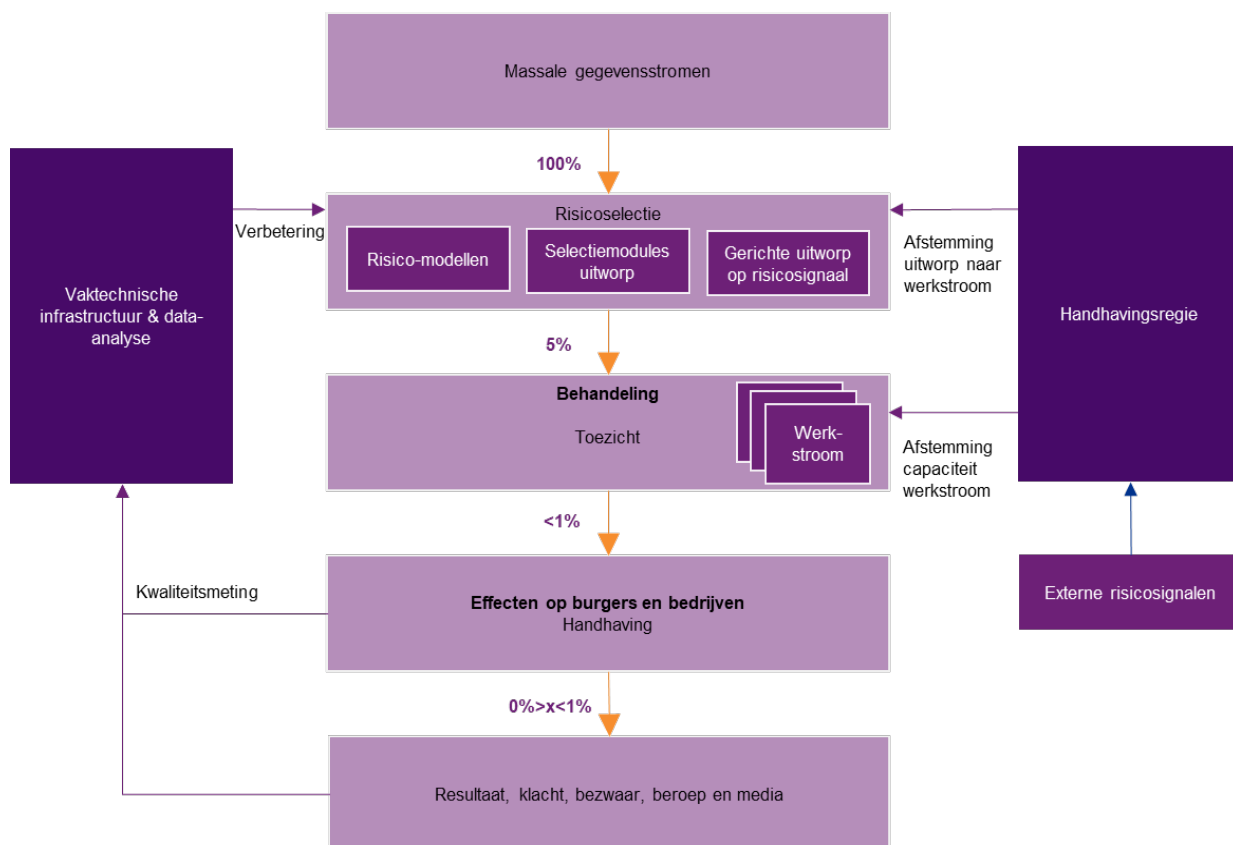 Massale gegevensstromen
100%
Risicoselectie
Risico-modellen
Selectiemodules
uitworp
Gerichte uitworp
op risicosignaal
Verbetering
Vaktechnische
infrastructuur & data-
analyse
Afstemming
uitworp naar
werkstroom
Handhavingsregie
5%
Behandeling
Toezicht
Werk-
stroom
Afstemming
capaciteit
werkstroom
<1%
Kwaliteitsmeting
Effecten op burgers en bedrijven
Handhaving
Externe risicosignalen
0%>x<1%
Resultaat, klacht, bezwaar, beroep en media